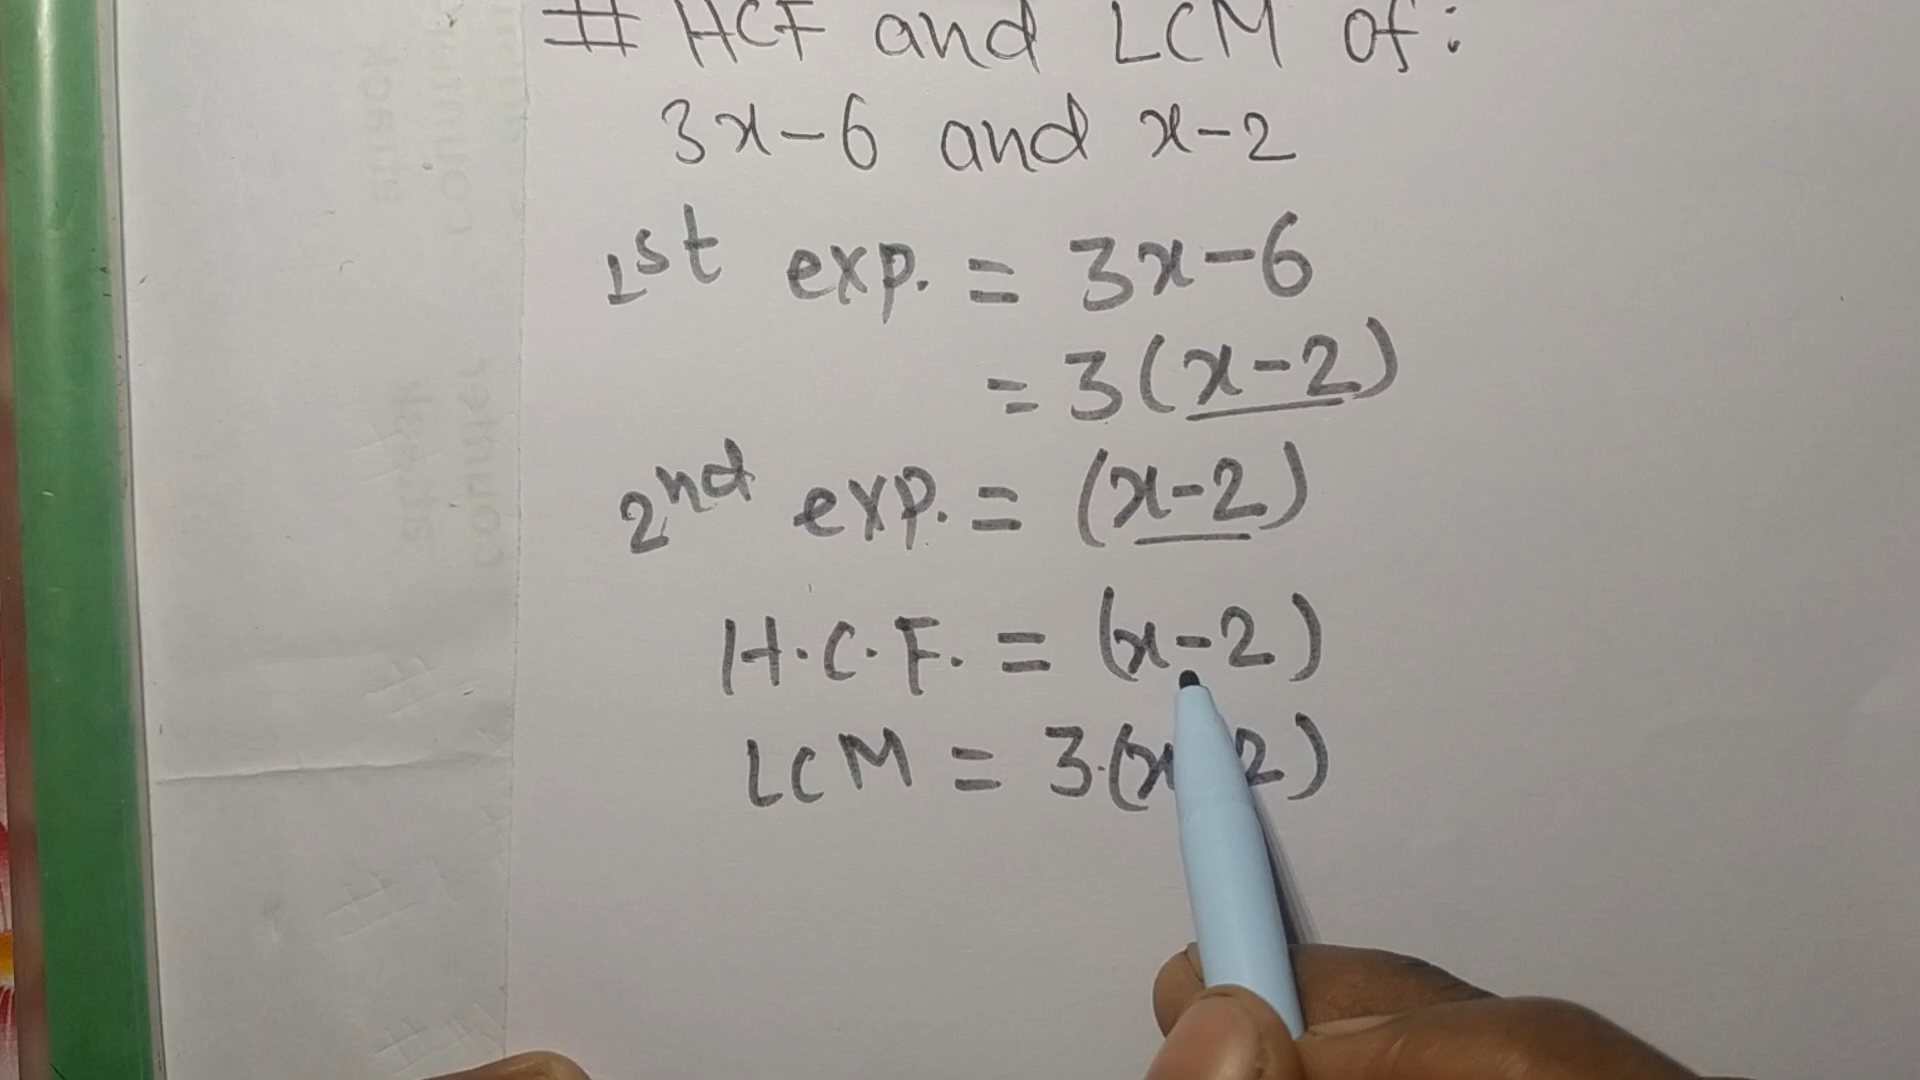 # HCF and LCM of:
3x-6 and x-2
1st exp. = 3x-6
= 3(x-2)
2nd exp. = (x-2)
H.C.F. = (x-2)
LCM = 3.(x-2)